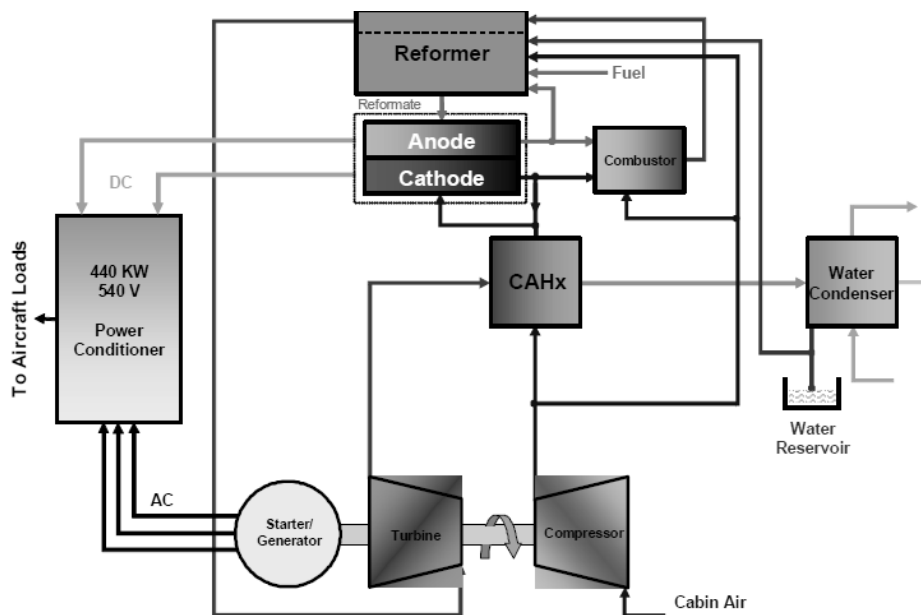 Reformer
Fuel
Reformate
Anode
Cathode
Combustor
DC
440 KW
540 V
Power
Conditioner
To Aircraft Loads
CAHx
Water
Condenser
Water
Reservoir
AC
Starter/
Generator
Turbine
Compressor
Cabin Air